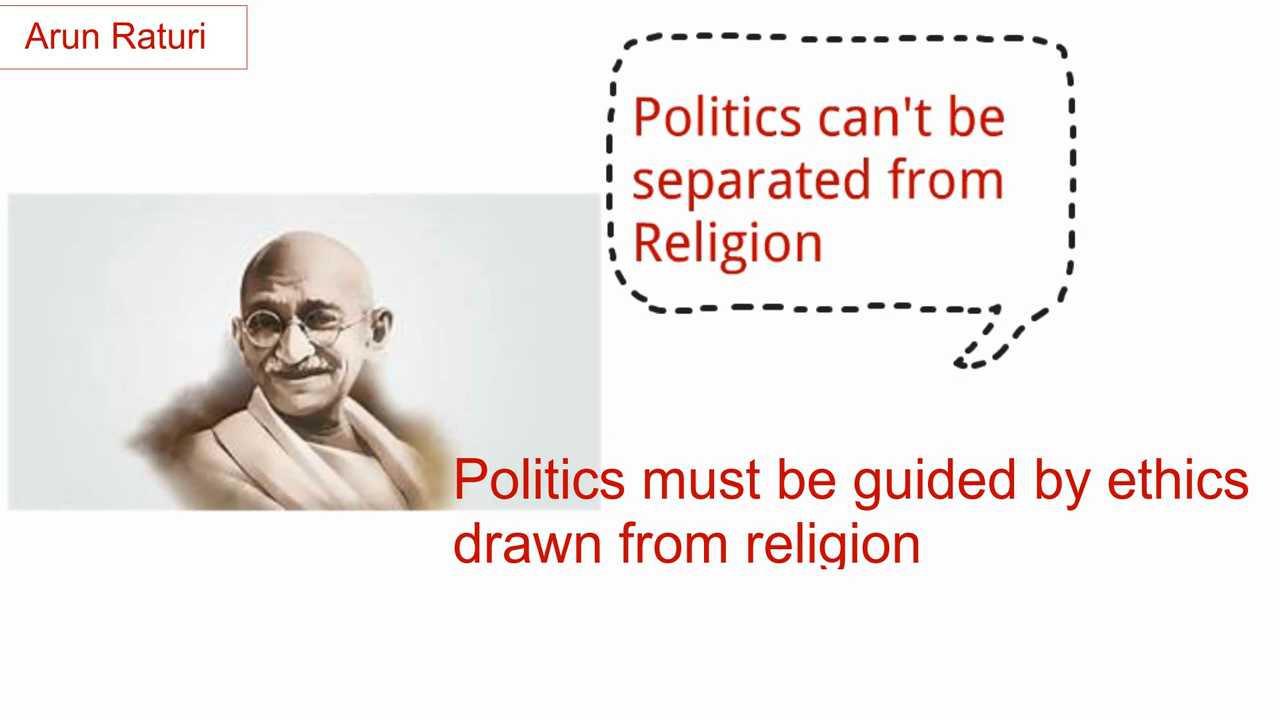 Arun Raturi
Politics can't be
separated from
Religion
Politics must be guided by ethics
drawn from religion